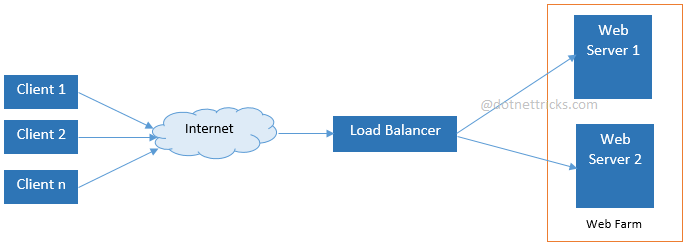 Client 1
Client 2
Client n
Internet
Load Balancer
@dotnettricks.com
Web
Server 1
Web
Server 2
Web Farm